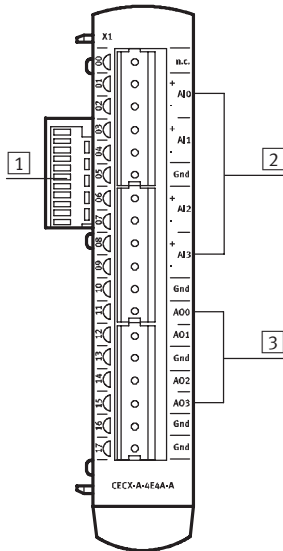 X1
00 n.c.
01 +
AI0
02 -
03 +
AI1
04 -
05 Gnd
06 +
AI2
07 -
08 +
AI3
09 -
10 Gnd
11 AO0
12 AO1
13 Gnd
14 AO2
15 AO3
16 Gnd
17 Gnd
CECX-A-4E4A-A
1
2
3